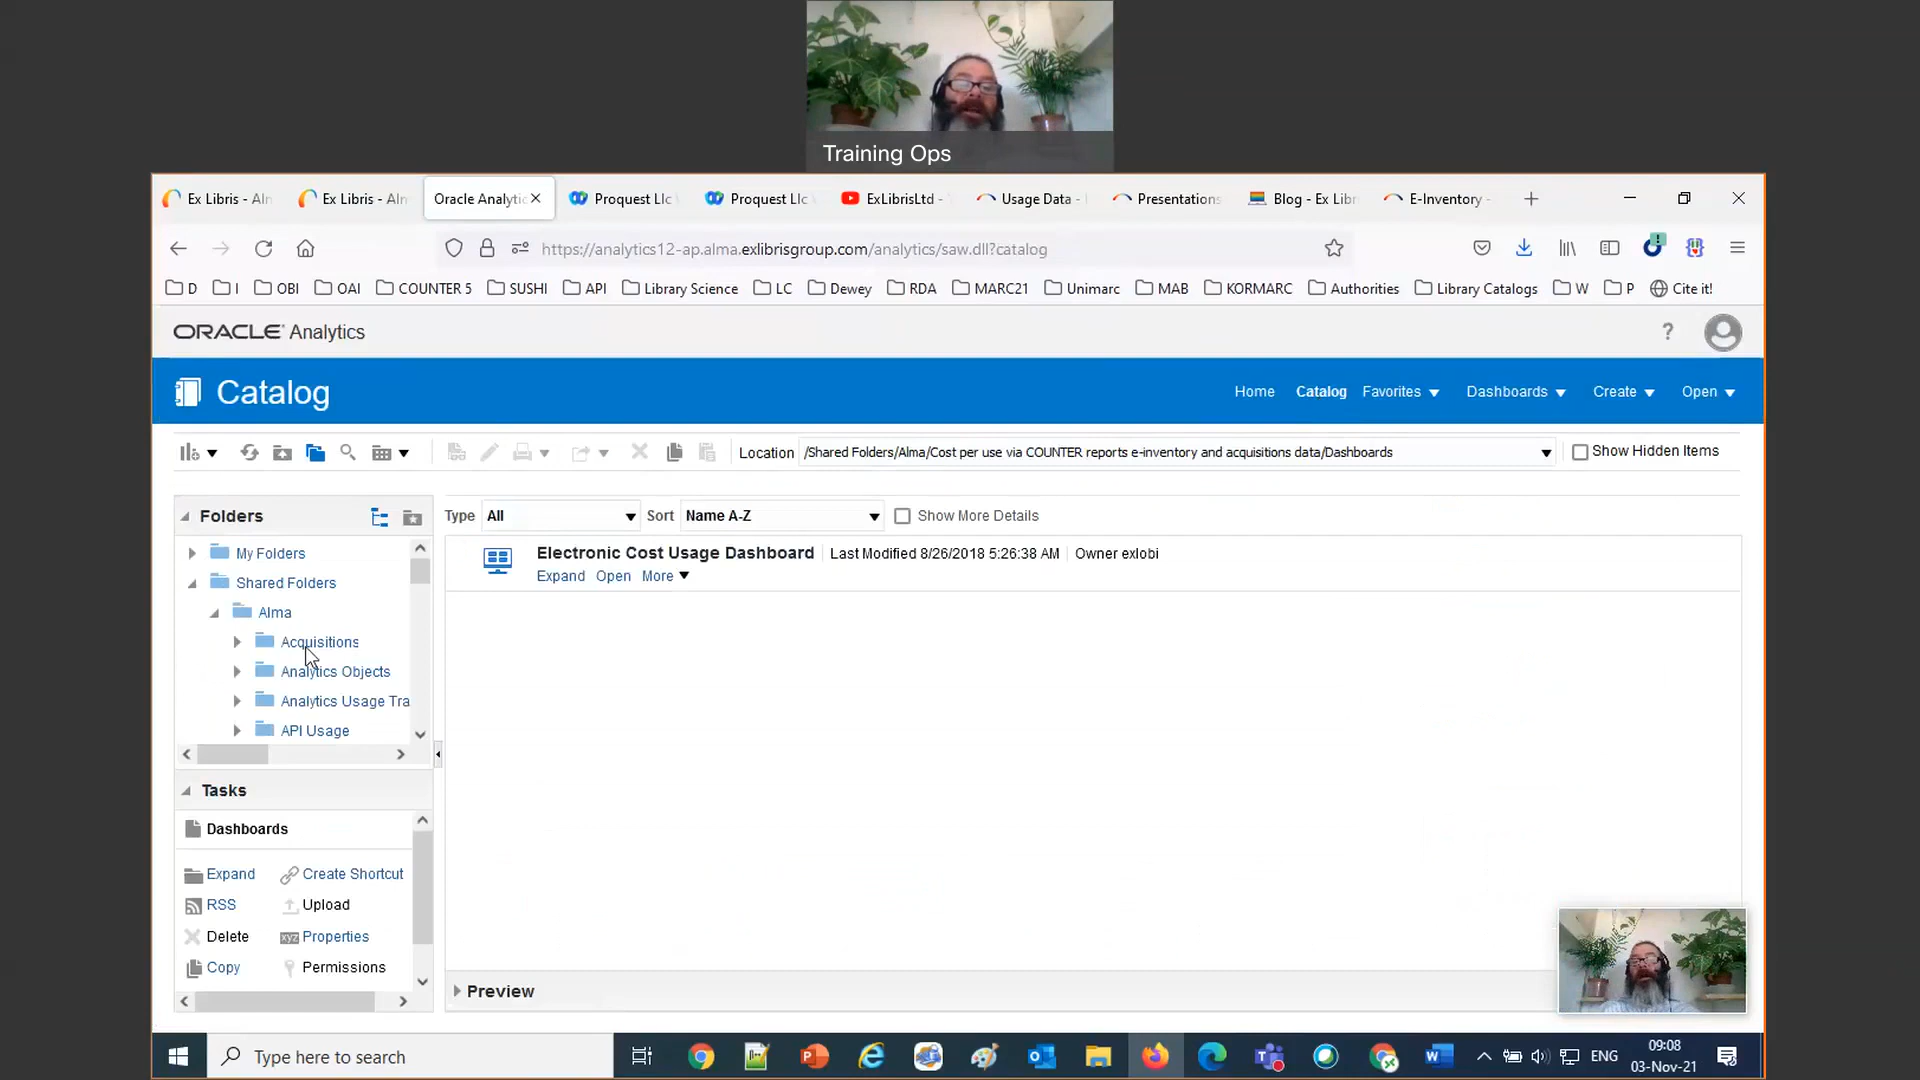 Training Ops
Ex Libris - Aln
Ex Libris - Aln
Oracle Analytic
Proquest Llc
Proquest Llc
ExLibrisLtd -
Usage Data -
Presentations
Blog - Ex Libri
E-Inventory -
https://analytics12-ap.alma.exlibrisgroup.com/analytics/saw.dll?catalog
D
I
OBI
OAI
COUNTER 5
SUSHI
API
Library Science
LC
Dewey
RDA
MARC21
Unimarc
MAB
KORMARC
Authorities
Library Catalogs
W
P
Cite it!
ORACLE Analytics
?
Catalog
Home
Catalog
Favorites
Dashboards
Create
Open
Location /Shared Folders/Alma/Cost per use via COUNTER reports e-inventory and acquisitions data/Dashboards
Show Hidden Items
Folders
Type All
Sort Name A-Z
Show More Details
My Folders
Shared Folders
Alma
Acquisitions
Analytics Objects
Analytics Usage Tra
API Usage
Electronic Cost Usage Dashboard
Last Modified 8/26/2018 5:26:38 AM
Owner exlobi
Expand Open More
Tasks
Dashboards
Expand
Create Shortcut
RSS
Upload
Delete
xyz Properties
Copy
Permissions
Preview
Type here to search
ENG
09:08
03-Nov-21